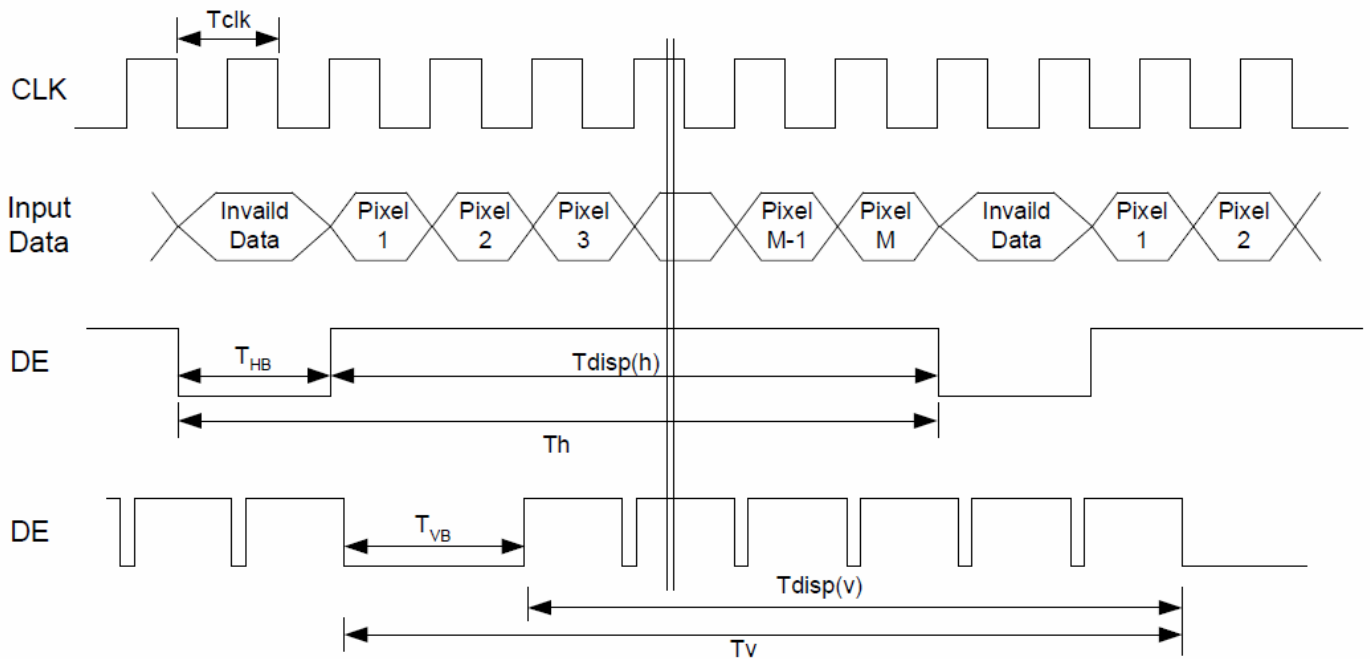 Tclk
CLK
Input
Data
Invaild
Data
Pixel
1
Pixel
2
Pixel
3
Pixel
M-1
Pixel
M
Invaild
Data
Pixel
1
Pixel
2
DE
THB
Tdisp(h)
Th
DE
TVB
Tdisp(v)
Tv